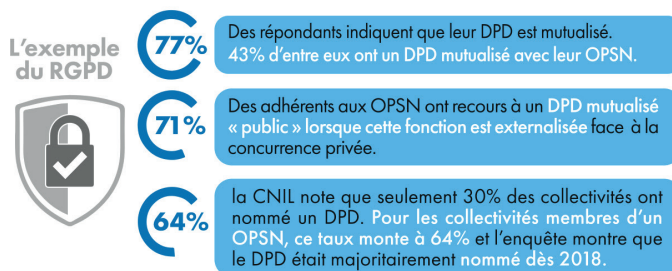 L'exemple
du RGPD
77%
Des répondants indiquent que leur DPD est mutualisé.
43% d'entre eux ont un DPD mutualisé avec leur OPSN.
71%
Des adhérents aux OPSN ont recours à un DPD mutualisé
« public » lorsque cette fonction est externalisée face à la
concurrence privée.
64%
la CNIL note que seulement 30% des collectivités ont
nommé un DPD. Pour les collectivités membres d'un
OPSN, ce taux monte à 64% et l'enquête montre que
le DPD était majoritairement nommé dès 2018.